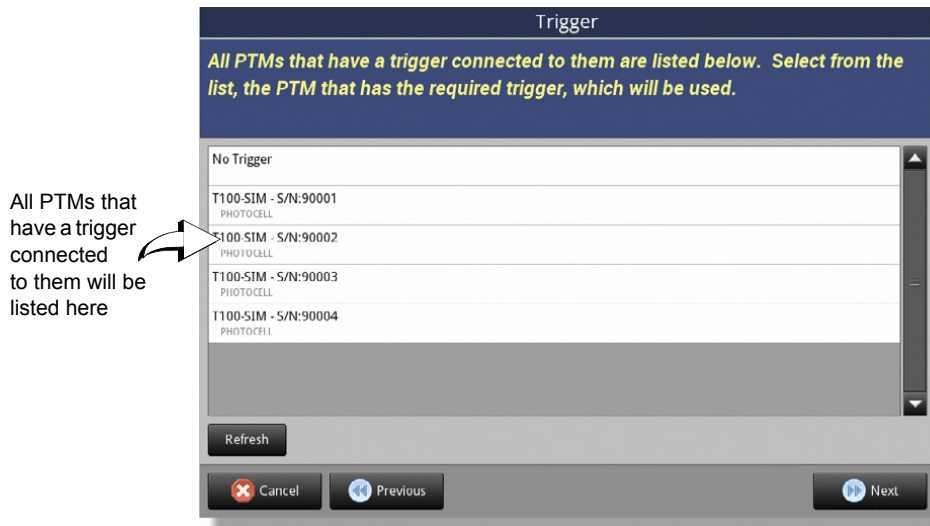 Trigger
All PTMs that have a trigger connected to them are listed below. Select from the
list, the PTM that has the required trigger, which will be used.
No Trigger
T100-SIM - S/N:90001
PHOTOCELL
T100-SIM - S/N:90002
PHOTOCELL
T100-SIM - S/N:90003
PHOTOCELL
T100-SIM - S/N:90004
PHOTOCELL
All PTMs that
have a trigger
connected
to them will be
listed here
Refresh
Cancel
Previous
Next